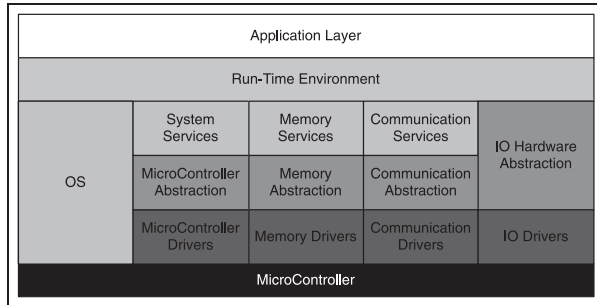 Application Layer
Run-Time Environment
OS
System
Services
Memory
Services
Communication
Services
IO Hardware
Abstraction
MicroController
Abstraction
Memory
Abstraction
Communication
Abstraction
MicroController
Drivers
Memory Drivers
Communication
Drivers
IO Drivers
MicroController